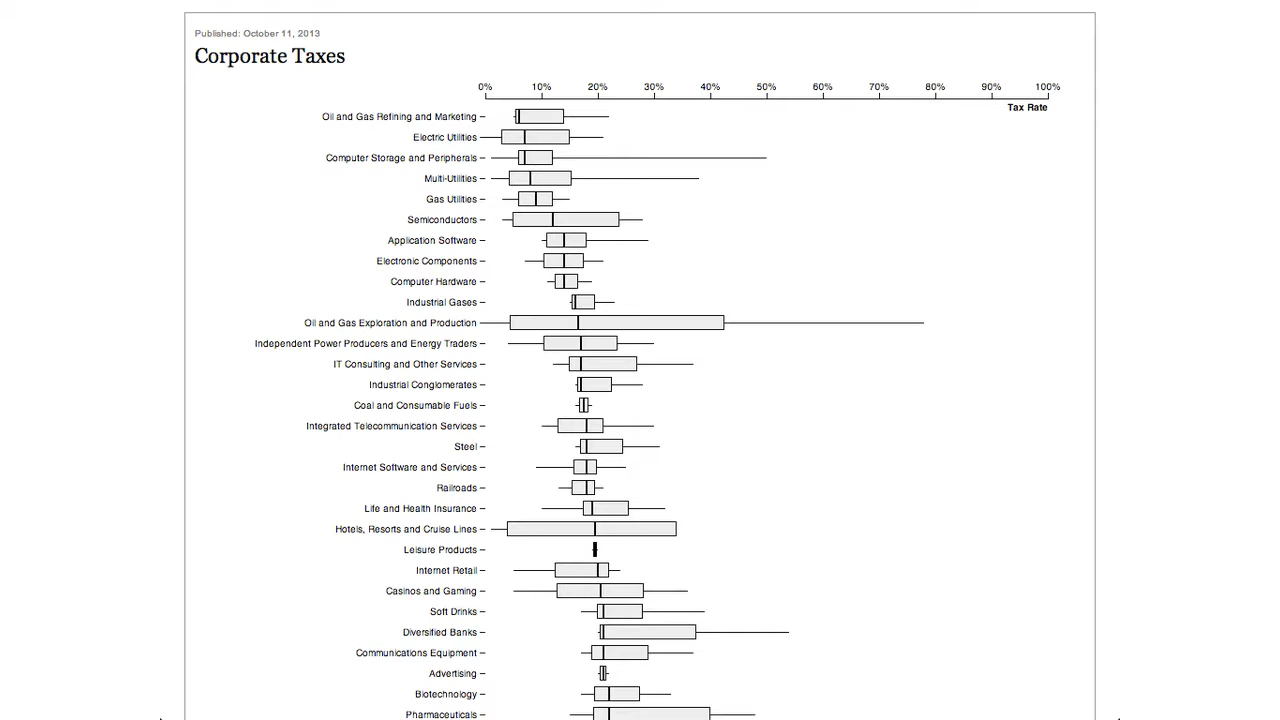 Published: October 11, 2013
Corporate Taxes
0% 10% 20% 30% 40% 50% 60% 70% 80% 90% 100%
Tax Rate
Oil and Gas Refining and Marketing
Electric Utilities
Computer Storage and Peripherals
Multi-Utilities
Gas Utilities
Semiconductors
Application Software
Electronic Components
Computer Hardware
Industrial Gases
Oil and Gas Exploration and Production
Independent Power Producers and Energy Traders
IT Consulting and Other Services
Industrial Conglomerates
Coal and Consumable Fuels
Integrated Telecommunication Services
Steel
Internet Software and Services
Railroads
Life and Health Insurance
Hotels, Resorts and Cruise Lines
Leisure Products
Internet Retail
Casinos and Gaming
Soft Drinks
Diversified Banks
Communications Equipment
Advertising
Biotechnology
Pharmaceuticals